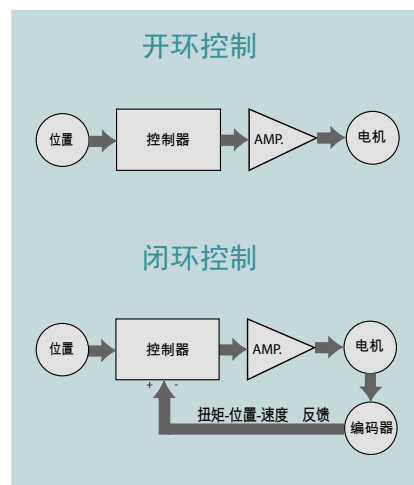 开环控制
位置 控制器 AMP. 电机
闭环控制
位置 控制器 AMP. 电机
+ -
扭矩-位置-速度 反馈
编码器